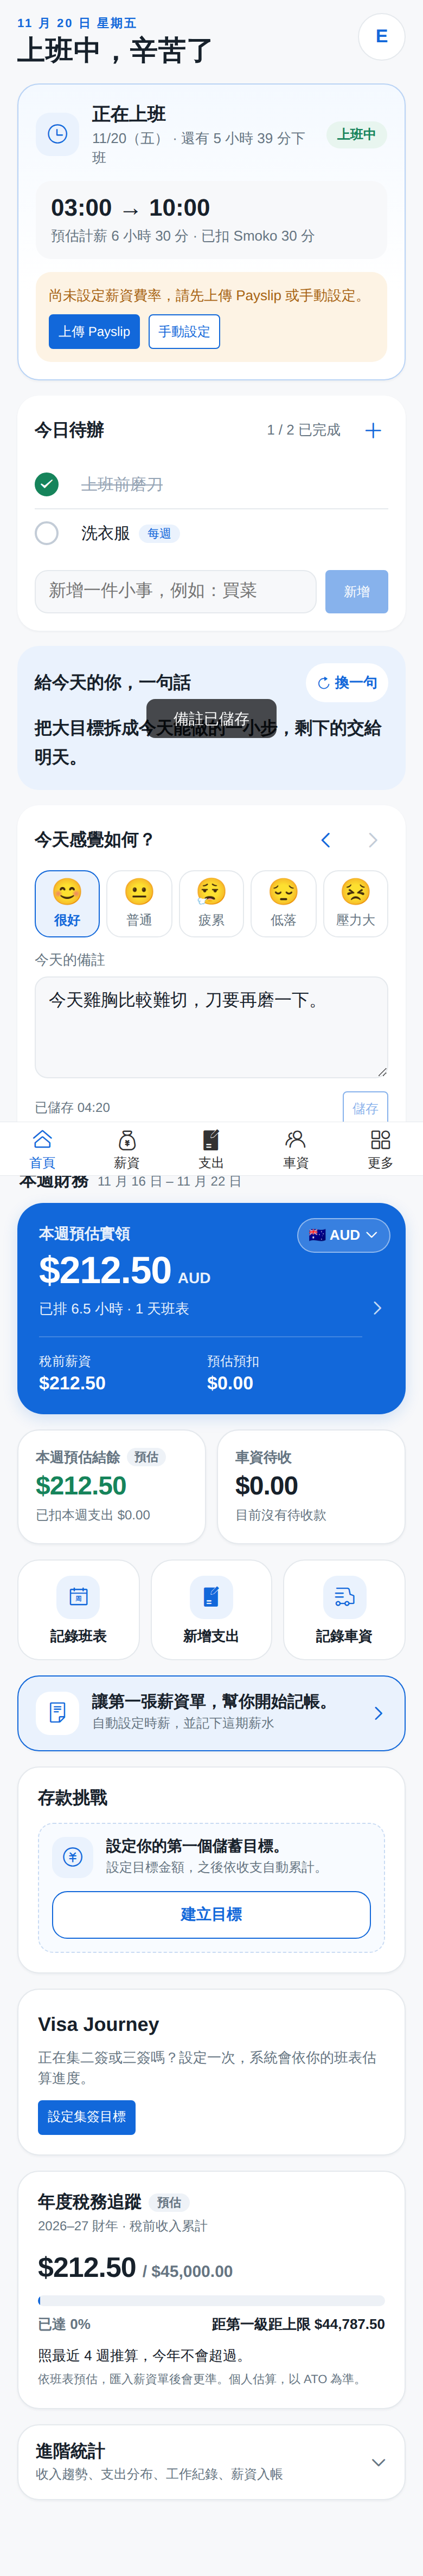 11 月 20 日 星期五
上班中，辛苦了
E
正在上班
11/20（五） · 還有 5 小時 39 分下
班
上班中
03:00 → 10:00
預估計薪 6 小時 30 分 · 已扣 Smoko 30 分
尚未設定薪資費率，請先上傳 Payslip 或手動設定。
上傳 Payslip
手動設定
今日待辦
1 / 2 已完成
上班前磨刀
洗衣服 每週
新增一件小事，例如：買菜
新增
給今天的你，一句話
換一句
備註已儲存
把大目標拆成今天能做的一小步，剩下的交給
明天。
今天感覺如何？
很好
普通
疲累
低落
壓力大
今天的備註
今天雞胸比較難切，刀要再磨一下。
已儲存 04:20
儲存
首頁
薪資
支出
車資
更多
本週財務 11 月 16 日 – 11 月 22 日
本週預估實領
AUD
$212.50 AUD
已排 6.5 小時 · 1 天班表
稅前薪資
預估預扣
$212.50
$0.00
本週預估結餘 預估
$212.50
已扣本週支出 $0.00
車資待收
$0.00
目前沒有待收款
記錄班表
新增支出
記錄車資
讓第一張薪資單，幫你開始記帳。
自動設定時薪，並記下這期薪水
存款挑戰
設定你的第一個儲蓄目標。
設定目標金額，之後依收支自動累計。
建立目標
Visa Journey
正在集二簽或三簽嗎？設定一次，系統會依你的班表估
算進度。
設定集簽目標
年度稅務追蹤 預估
2026–27 財年 · 稅前收入累計
$212.50 / $45,000.00
已達 0%
距第一級距上限 $44,787.50
照最近 4 週推算，今年不會超過。
依班表預估，匯入薪資單後會更準。個人估算，以 ATO 為準。
進階統計
收入趨勢、支出分布、工作紀錄、薪資入帳